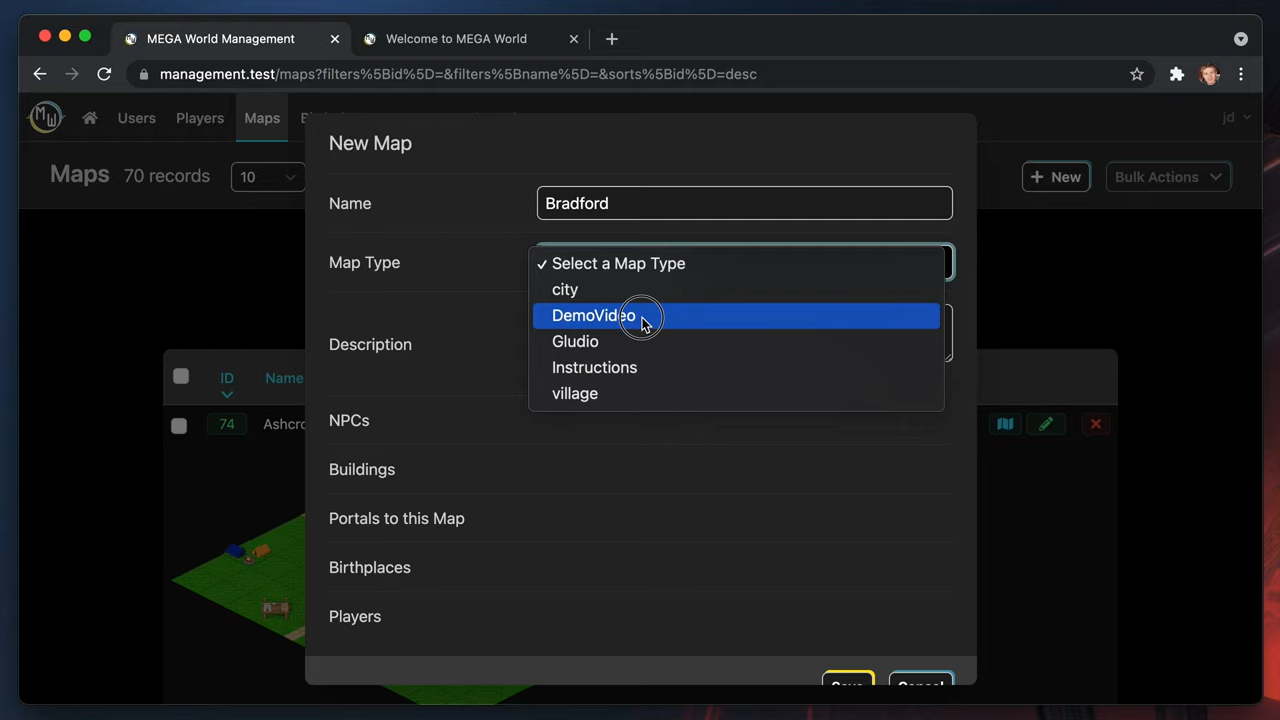 MEGA World Management
Welcome to MEGA World
management.test/maps?filters%5Bid%5D=&filters%5Bname%5D=&sorts%5Bid%5D=desc
MW
Users
Players
Maps
jd
Maps
70 records
10
New
Bulk Actions
New Map
Name
Bradford
Map Type
Select a Map Type
city
DemoVideo
Gludio
Instructions
village
Description
ID
Name
74
Ashcro
NPCs
Buildings
Portals to this Map
Birthplaces
Players
Save
Cancel